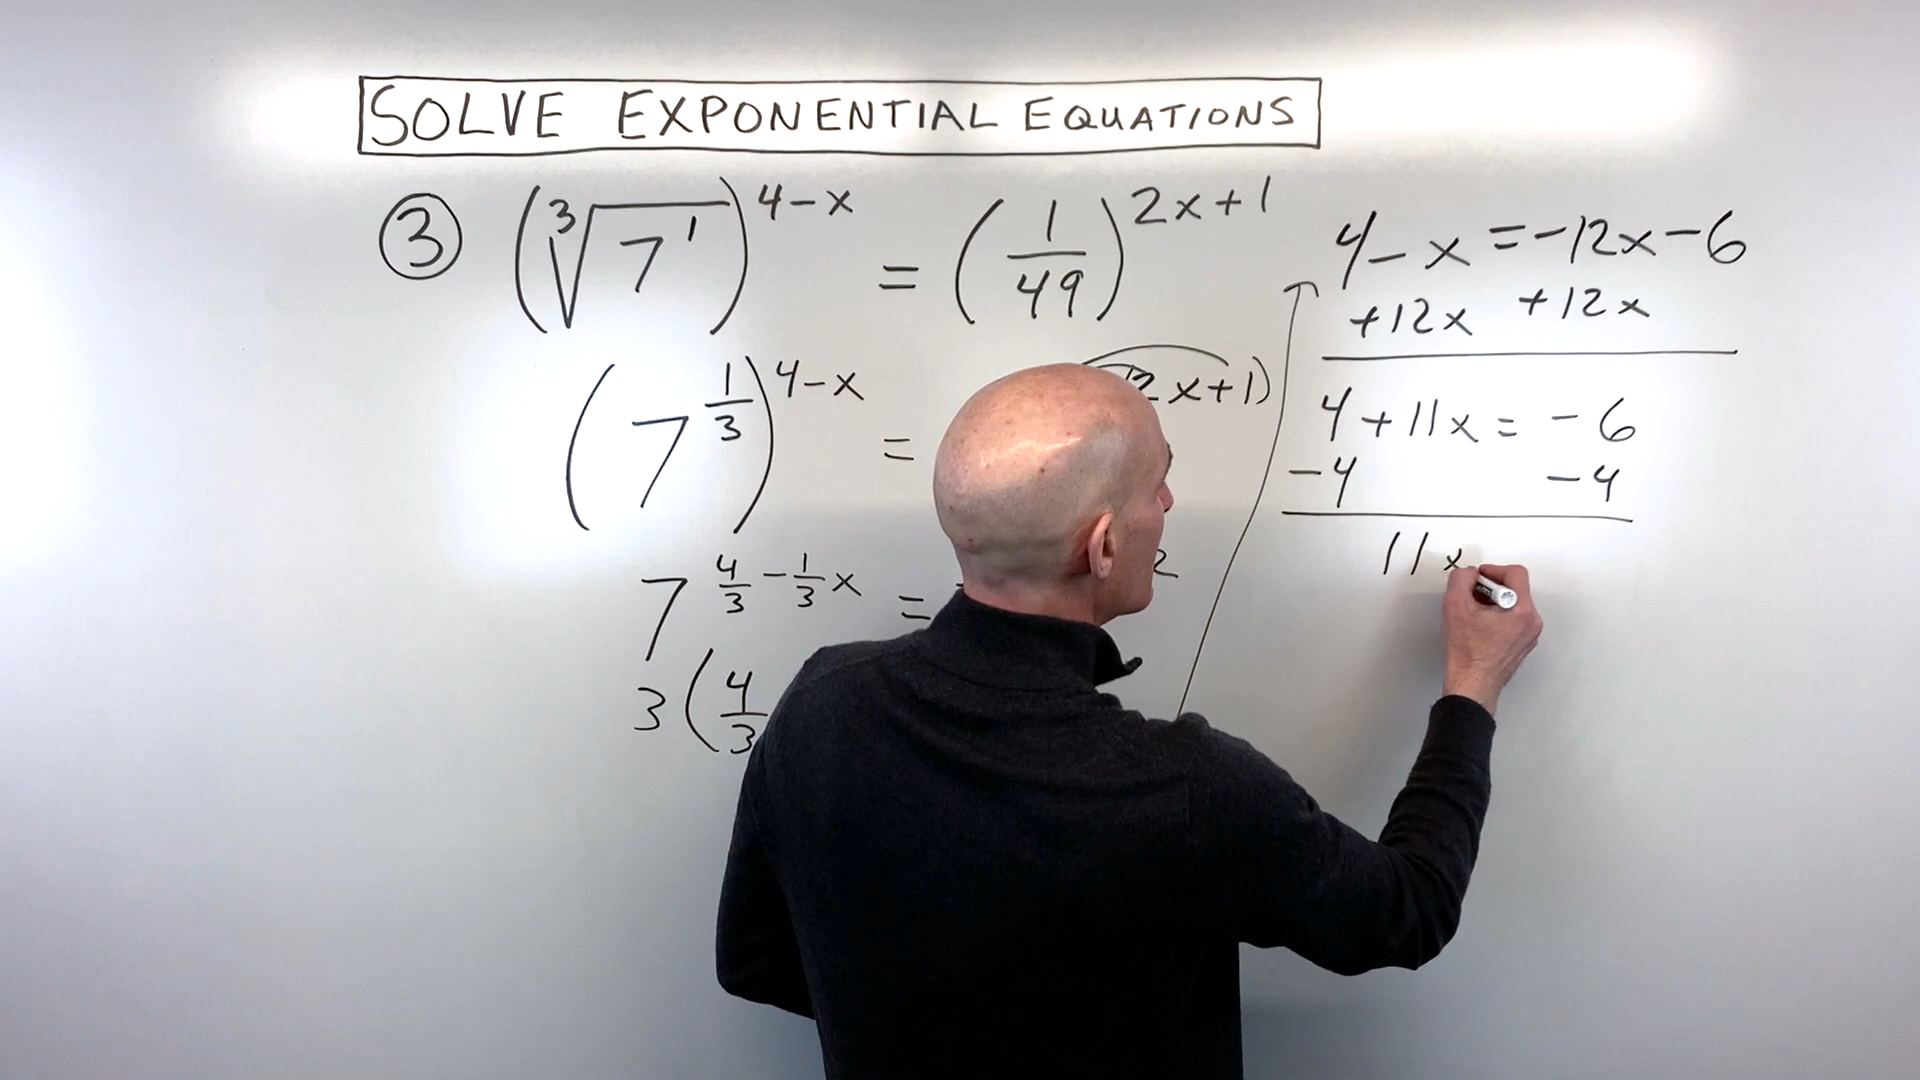 SOLVE EXPONENTIAL EQUATIONS
③ (∛7¹)^(4-x) = (1/49)^(2x+1)
(7^(1/3))^(4-x) = 2x+1)
7^(4/3 - 1/3x) = 2
3(4/3
4-x=-12x-6
+12x +12x
4+11x= -6
-4 -4
11x